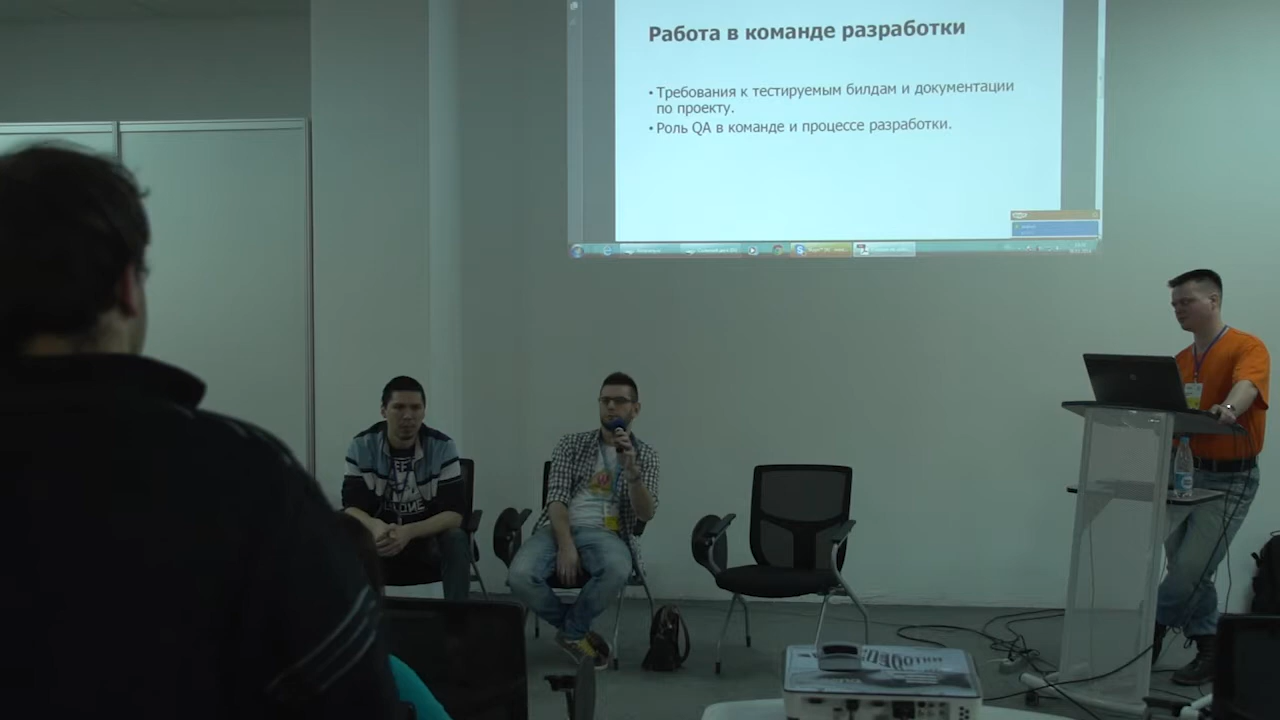 Работа в команде разработки
• Требования к тестируемым билдам и документации
по проекту.
• Роль QA в команде и процессе разработки.